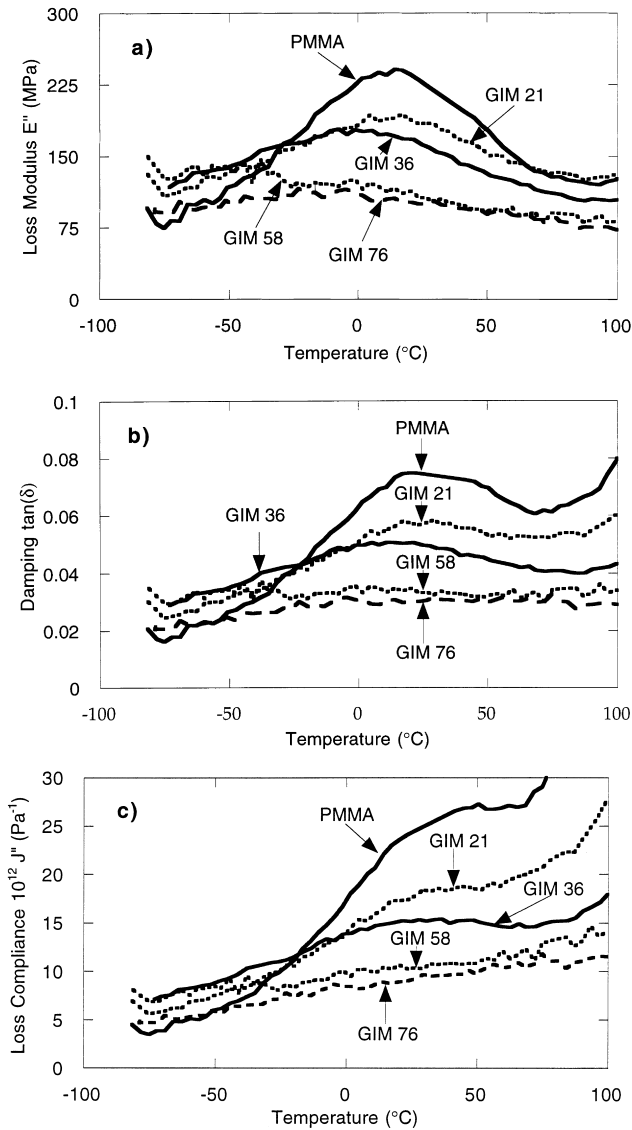 300
a)
PMMA
225
GIM 21
150
GIM 36
75
GIM 58
GIM 76
0
-100 -50 0 50 100
Loss Modulus E" (MPa)
Temperature (°C)
0.1
b)
PMMA
0.08
GIM 21
GIM 36
0.06
GIM 58
0.04
0.02
GIM 76
0
-100 -50 0 50 100
Damping tan(δ)
Temperature (°C)
30
c)
PMMA
25
GIM 21
20
GIM 36
15
GIM 58
10
5
GIM 76
0
-100 -50 0 50 100
Loss Compliance 10¹² J" (Pa⁻¹)
Temperature (°C)